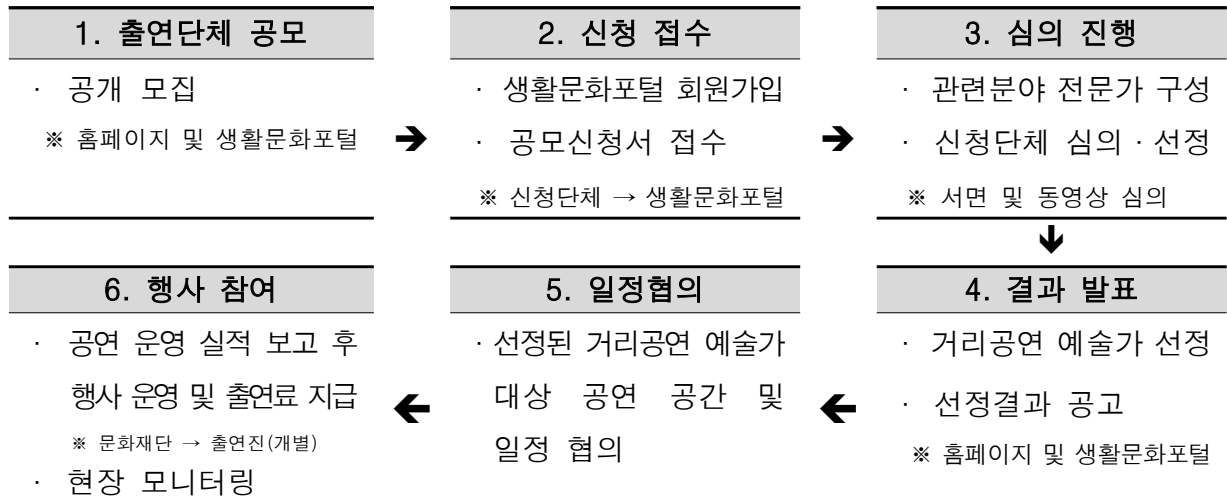 1. 출연단체 공모
· 공개 모집
※ 홈페이지 및 생활문화포털
➔
2. 신청 접수
· 생활문화포털 회원가입
· 공모신청서 접수
※ 신청단체 → 생활문화포털
➔
3. 심의 진행
· 관련분야 전문가 구성
· 신청단체 심의·선정
※ 서면 및 동영상 심의
🡻
4. 결과 발표
· 거리공연 예술가 선정
· 선정결과 공고
※ 홈페이지 및 생활문화포털
🡸
5. 일정협의
· 선정된 거리공연 예술가
대상 공연 공간 및
일정 협의
🡸
6. 행사 참여
· 공연 운영 실적 보고 후
행사 운영 및 출연료 지급
※ 문화재단 → 출연진(개별)
· 현장 모니터링